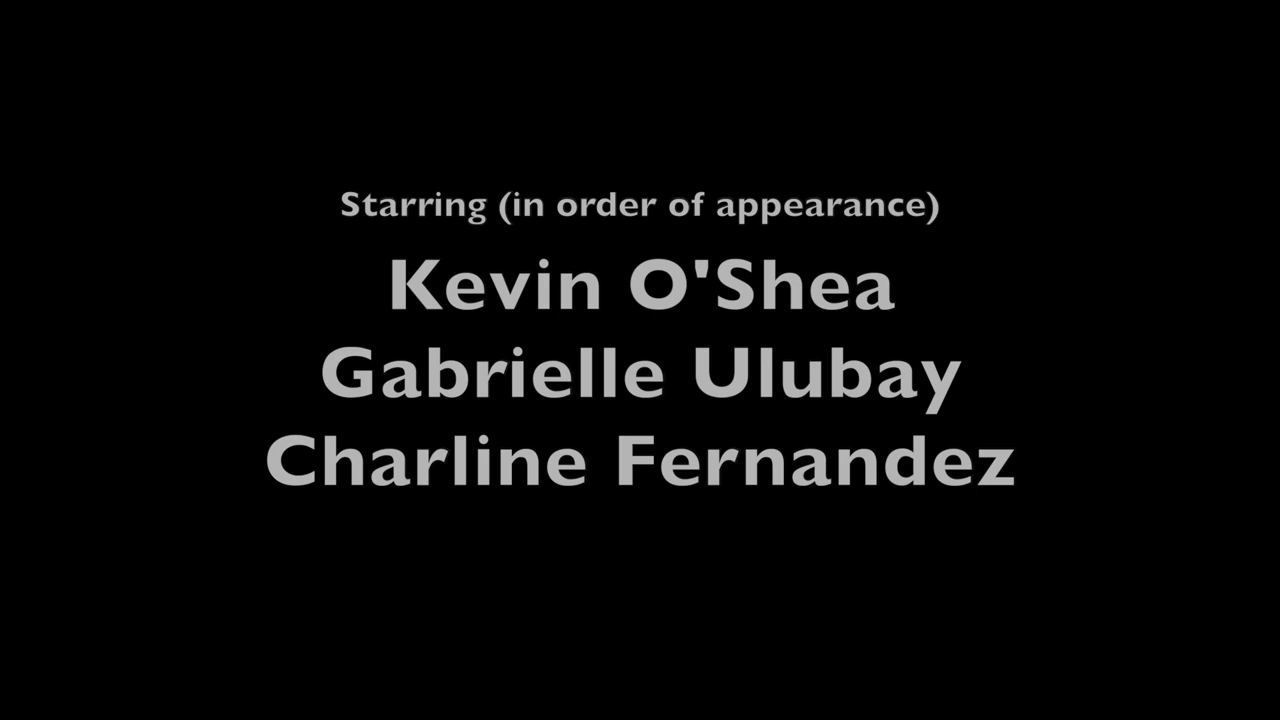 Starring (in order of appearance)
Kevin O'Shea
Gabrielle Ulubay
Charline Fernandez